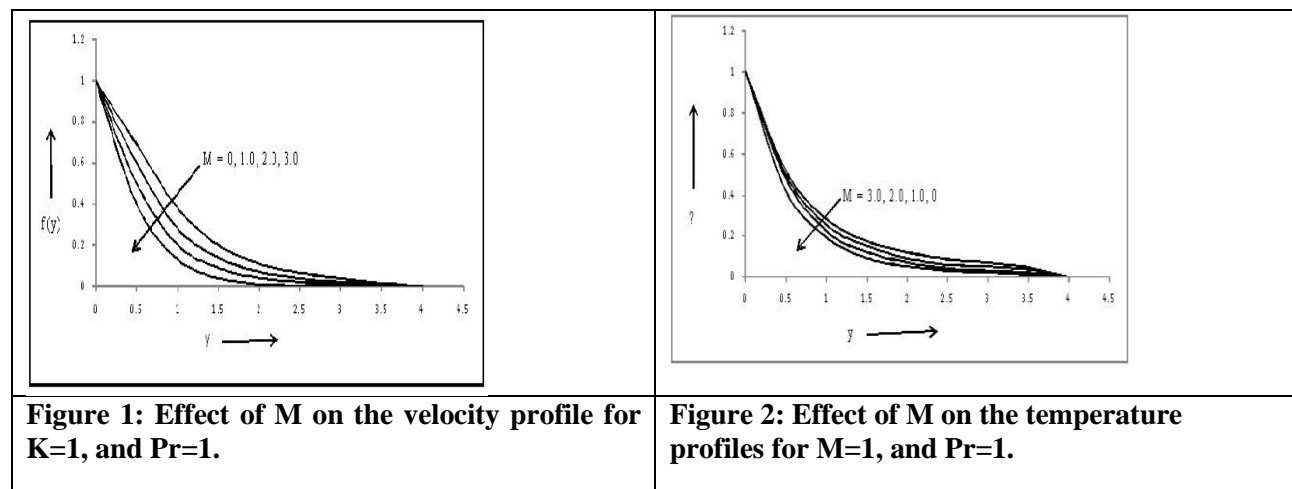 1.2
1
0.8
0.6
0.4
0.2
0
f(y)
M = 0, 1.0, 2.0, 3.0
0 0.5 1 1.5 2 2.5 3 3.5 4 4.5
y
Figure 1: Effect of M on the velocity profile for
K=1, and Pr=1.
1.2
1
0.8
0.6
0.4
0.2
0
?
M = 3.0, 2.0, 1.0, 0
0 0.5 1 1.5 2 2.5 3 3.5 4 4.5
y
Figure 2: Effect of M on the temperature
profiles for M=1, and Pr=1.